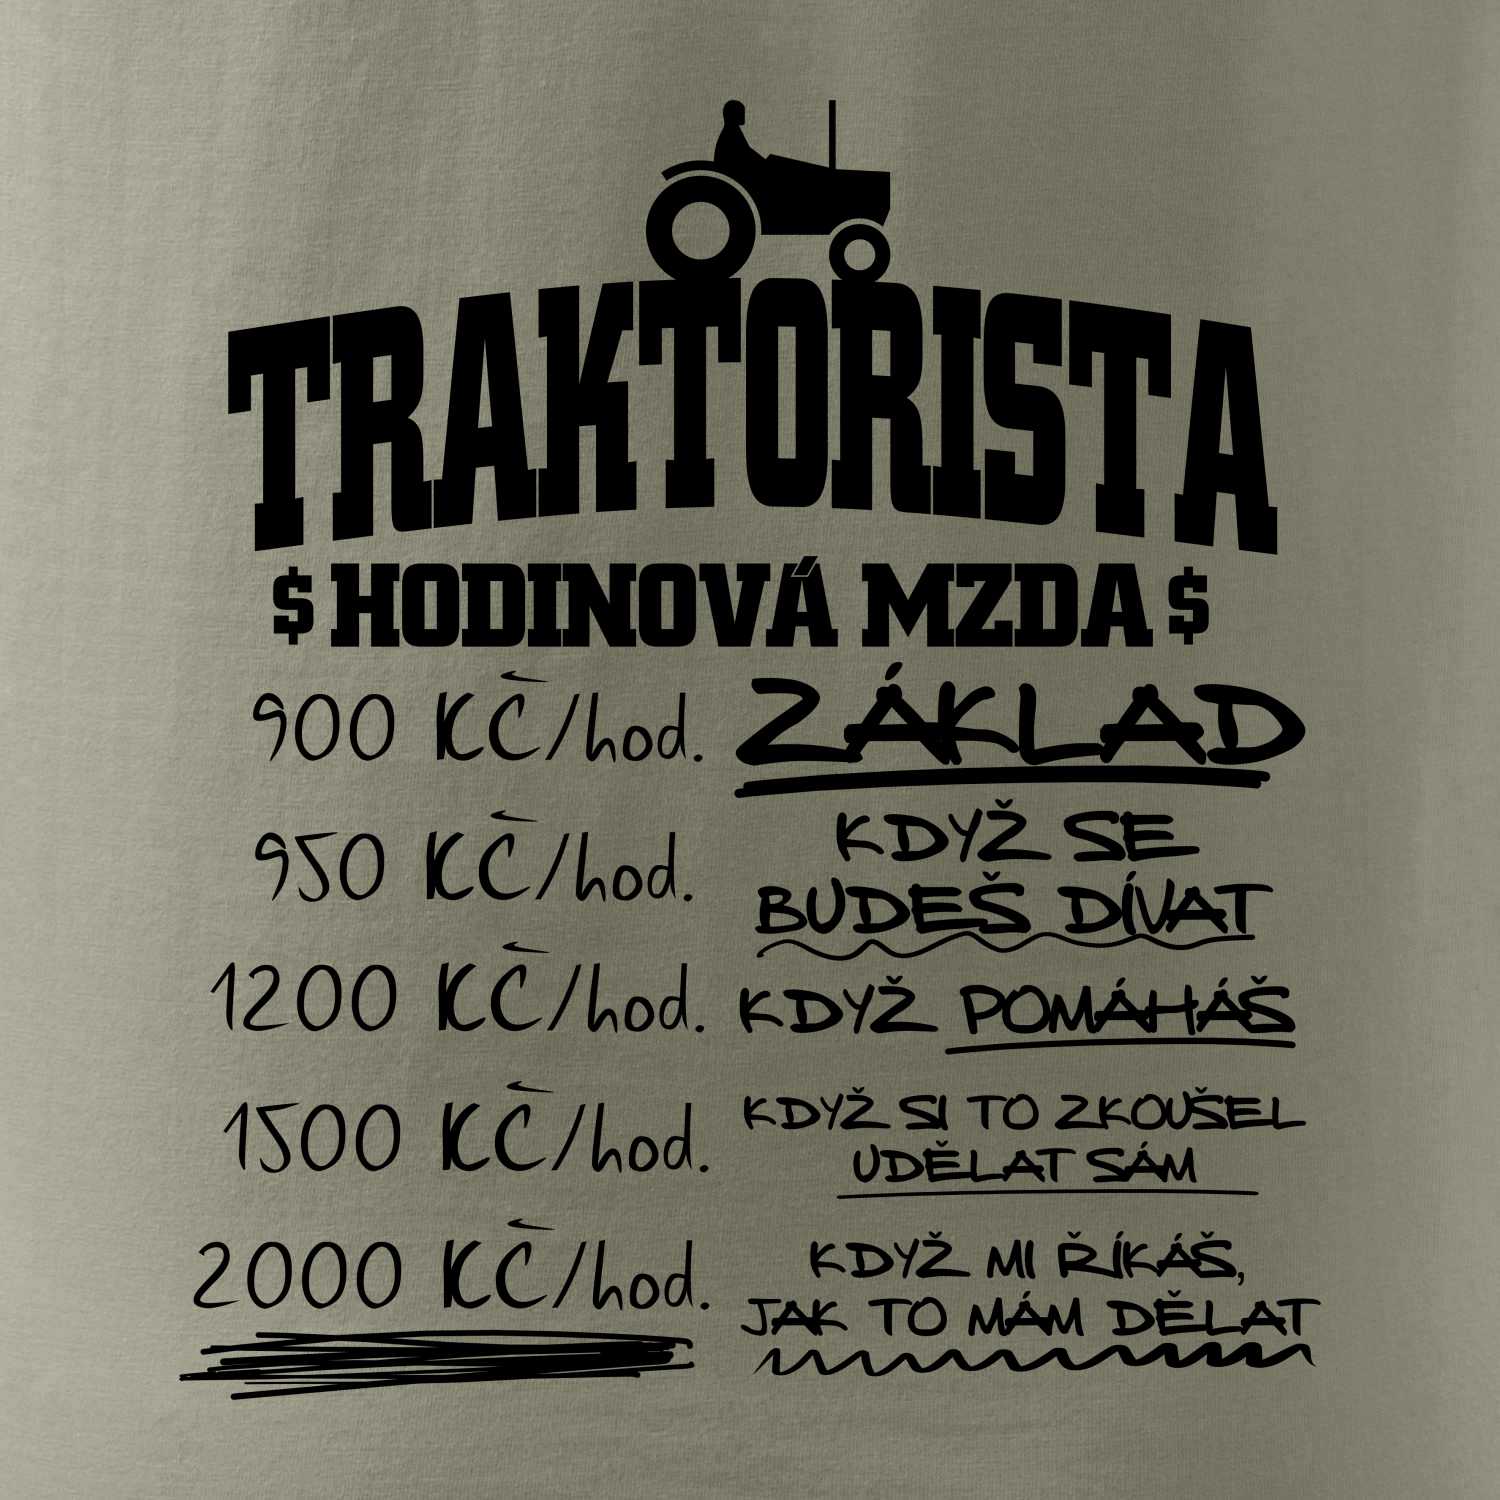 TRAKTORISTA
$ HODINOVÁ MZDA $
900 KČ/hod. ZÁKLAD
950 KČ/hod. KDYŽ SE
BUDEŠ DÍVAT
1200 KČ/hod. KDYŽ POMÁHÁŠ
1500 KČ/hod. KDYŽ SI TO ZKOUŠEL
UDĚLAT SÁM
2000 KČ/hod. KDYŽ MI ŘÍKÁŠ,
JAK TO MÁM DĚLAT